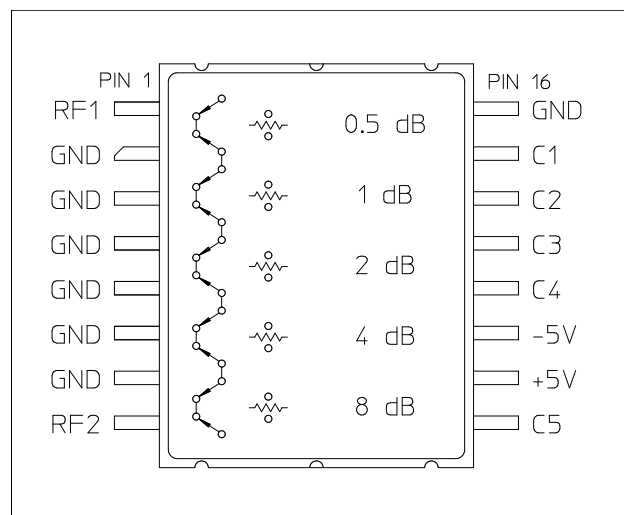 PIN 1
PIN 16
RF1
GND
GND
GND
GND
GND
GND
RF2
0.5 dB
1 dB
2 dB
4 dB
8 dB
GND
C1
C2
C3
C4
-5V
+5V
C5